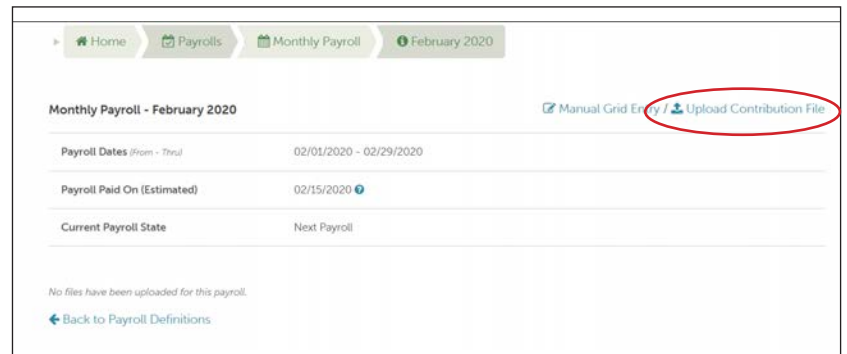 Home Payrolls Monthly Payroll February 2020
Monthly Payroll - February 2020 Manual Grid Entry / Upload Contribution File
Payroll Dates (From - Thru) 02/01/2020 - 02/29/2020
Payroll Paid On (Estimated) 02/15/2020
Current Payroll State Next Payroll
No files have been uploaded for this payroll.
Back to Payroll Definitions